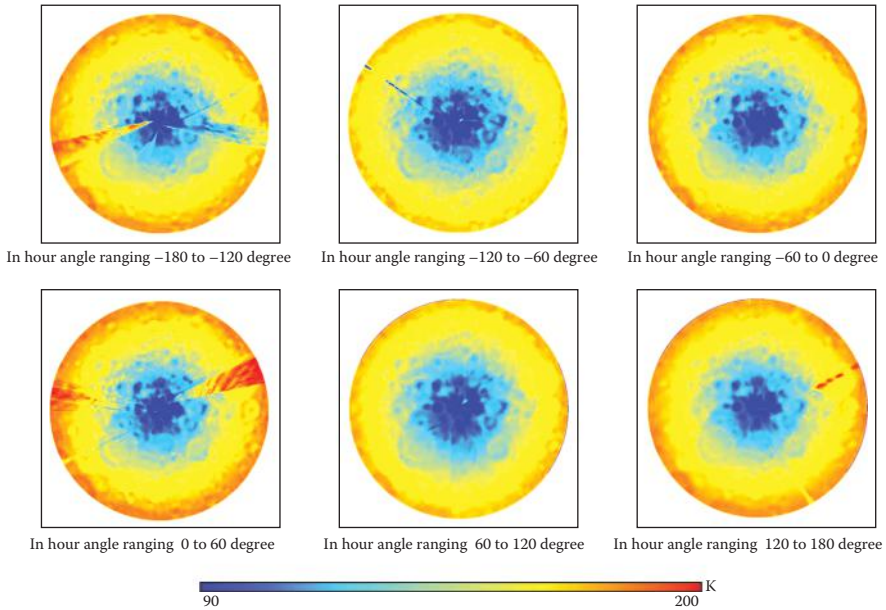 In hour angle ranging −180 to −120 degree
In hour angle ranging −120 to −60 degree
In hour angle ranging −60 to 0 degree
In hour angle ranging 0 to 60 degree
In hour angle ranging 60 to 120 degree
In hour angle ranging 120 to 180 degree
K
90
200